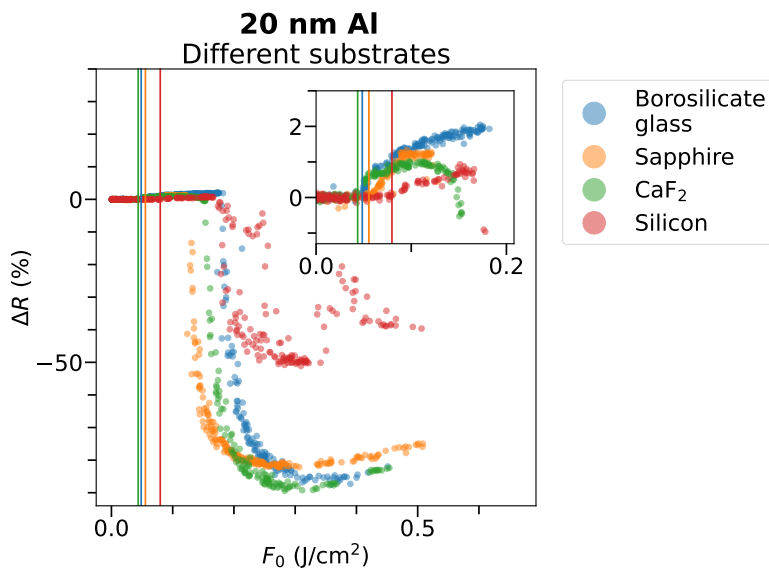 20 nm Al
Different substrates
ΔR (%)
0
−50
0.0
0.5
F₀ (J/cm²)
2
0
0.0
0.2
Borosilicate
glass
Sapphire
CaF₂
Silicon